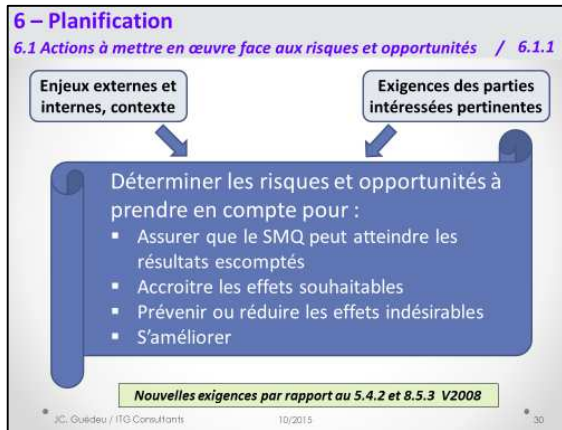 6 – Planification
6.1 Actions à mettre en œuvre face aux risques et opportunités / 6.1.1
Enjeux externes et
internes, contexte
Exigences des parties
intéressées pertinentes
Déterminer les risques et opportunités à
prendre en compte pour :
▪ Assurer que le SMQ peut atteindre les
résultats escomptés
▪ Accroitre les effets souhaitables
▪ Prévenir ou réduire les effets indésirables
▪ S’améliorer
Nouvelles exigences par rapport au 5.4.2 et 8.5.3 V2008
JC. Guédeu / ITG Consultants 10/2015 30